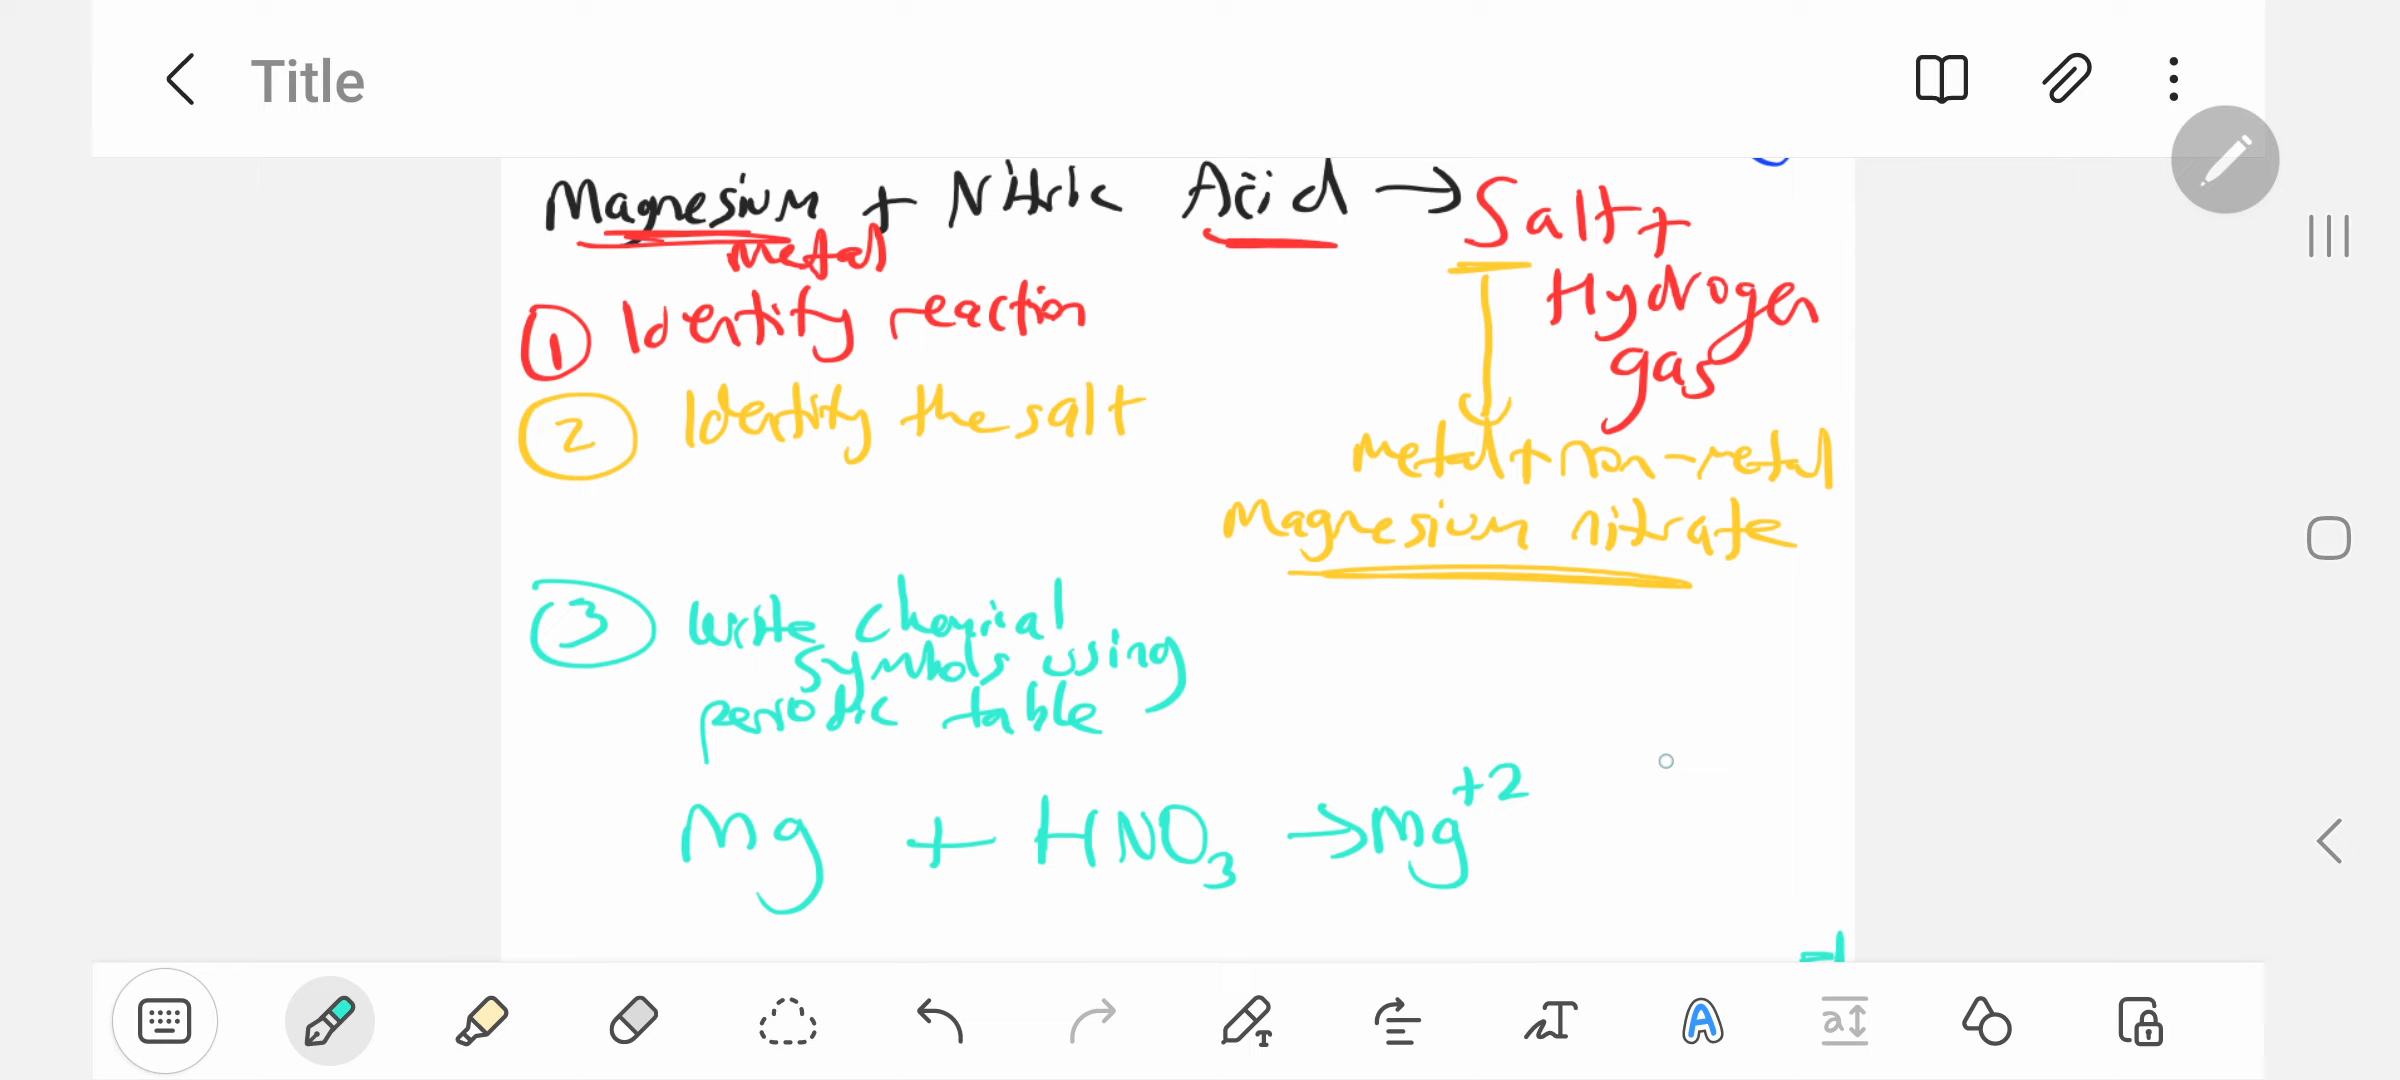 Title
Magnesium + Nitric Acid → Salt +
metal
Hydrogen
gas
① Identify reaction
② Identify the salt
metal + non-metal
Magnesium nitrate
③ Write chemical
symbols using
periodic table
Mg + HNO₃ → Mg⁺²